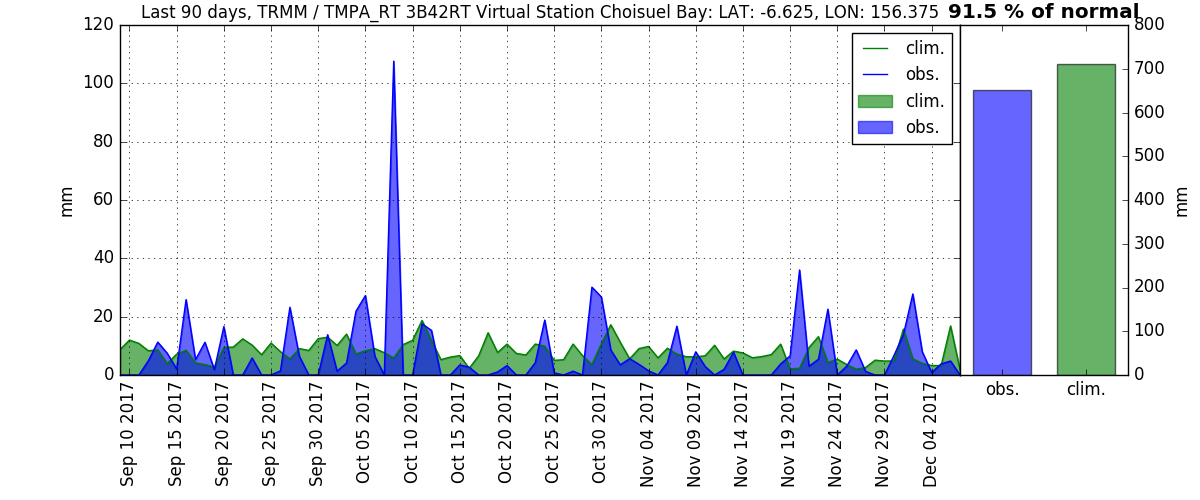 Last 90 days, TRMM / TMPA_RT 3B42RT Virtual Station Choisuel Bay: LAT: -6.625, LON: 156.375 91.5 % of normal
120
100
80
60
40
20
0
mm
clim.
obs.
clim.
obs.
800
700
600
500
400
300
200
100
0
mm
obs.
clim.
Sep 10 2017
Sep 15 2017
Sep 20 2017
Sep 25 2017
Sep 30 2017
Oct 05 2017
Oct 10 2017
Oct 15 2017
Oct 20 2017
Oct 25 2017
Oct 30 2017
Nov 04 2017
Nov 09 2017
Nov 14 2017
Nov 19 2017
Nov 24 2017
Nov 29 2017
Dec 04 2017